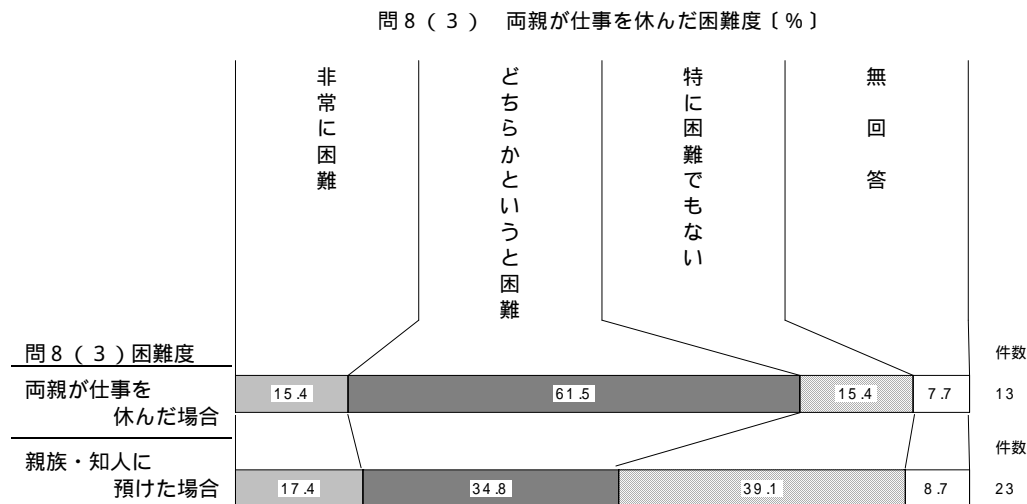 問8(3) 両親が仕事を休んだ困難度〔%〕
非常に困難
どちらかというと困難
特に困難でもない
無回答
問8(3)困難度
件数
両親が仕事を
休んだ場合
15.4
61.5
15.4
7.7
13
件数
親族・知人に
預けた場合
17.4
34.8
39.1
8.7
23